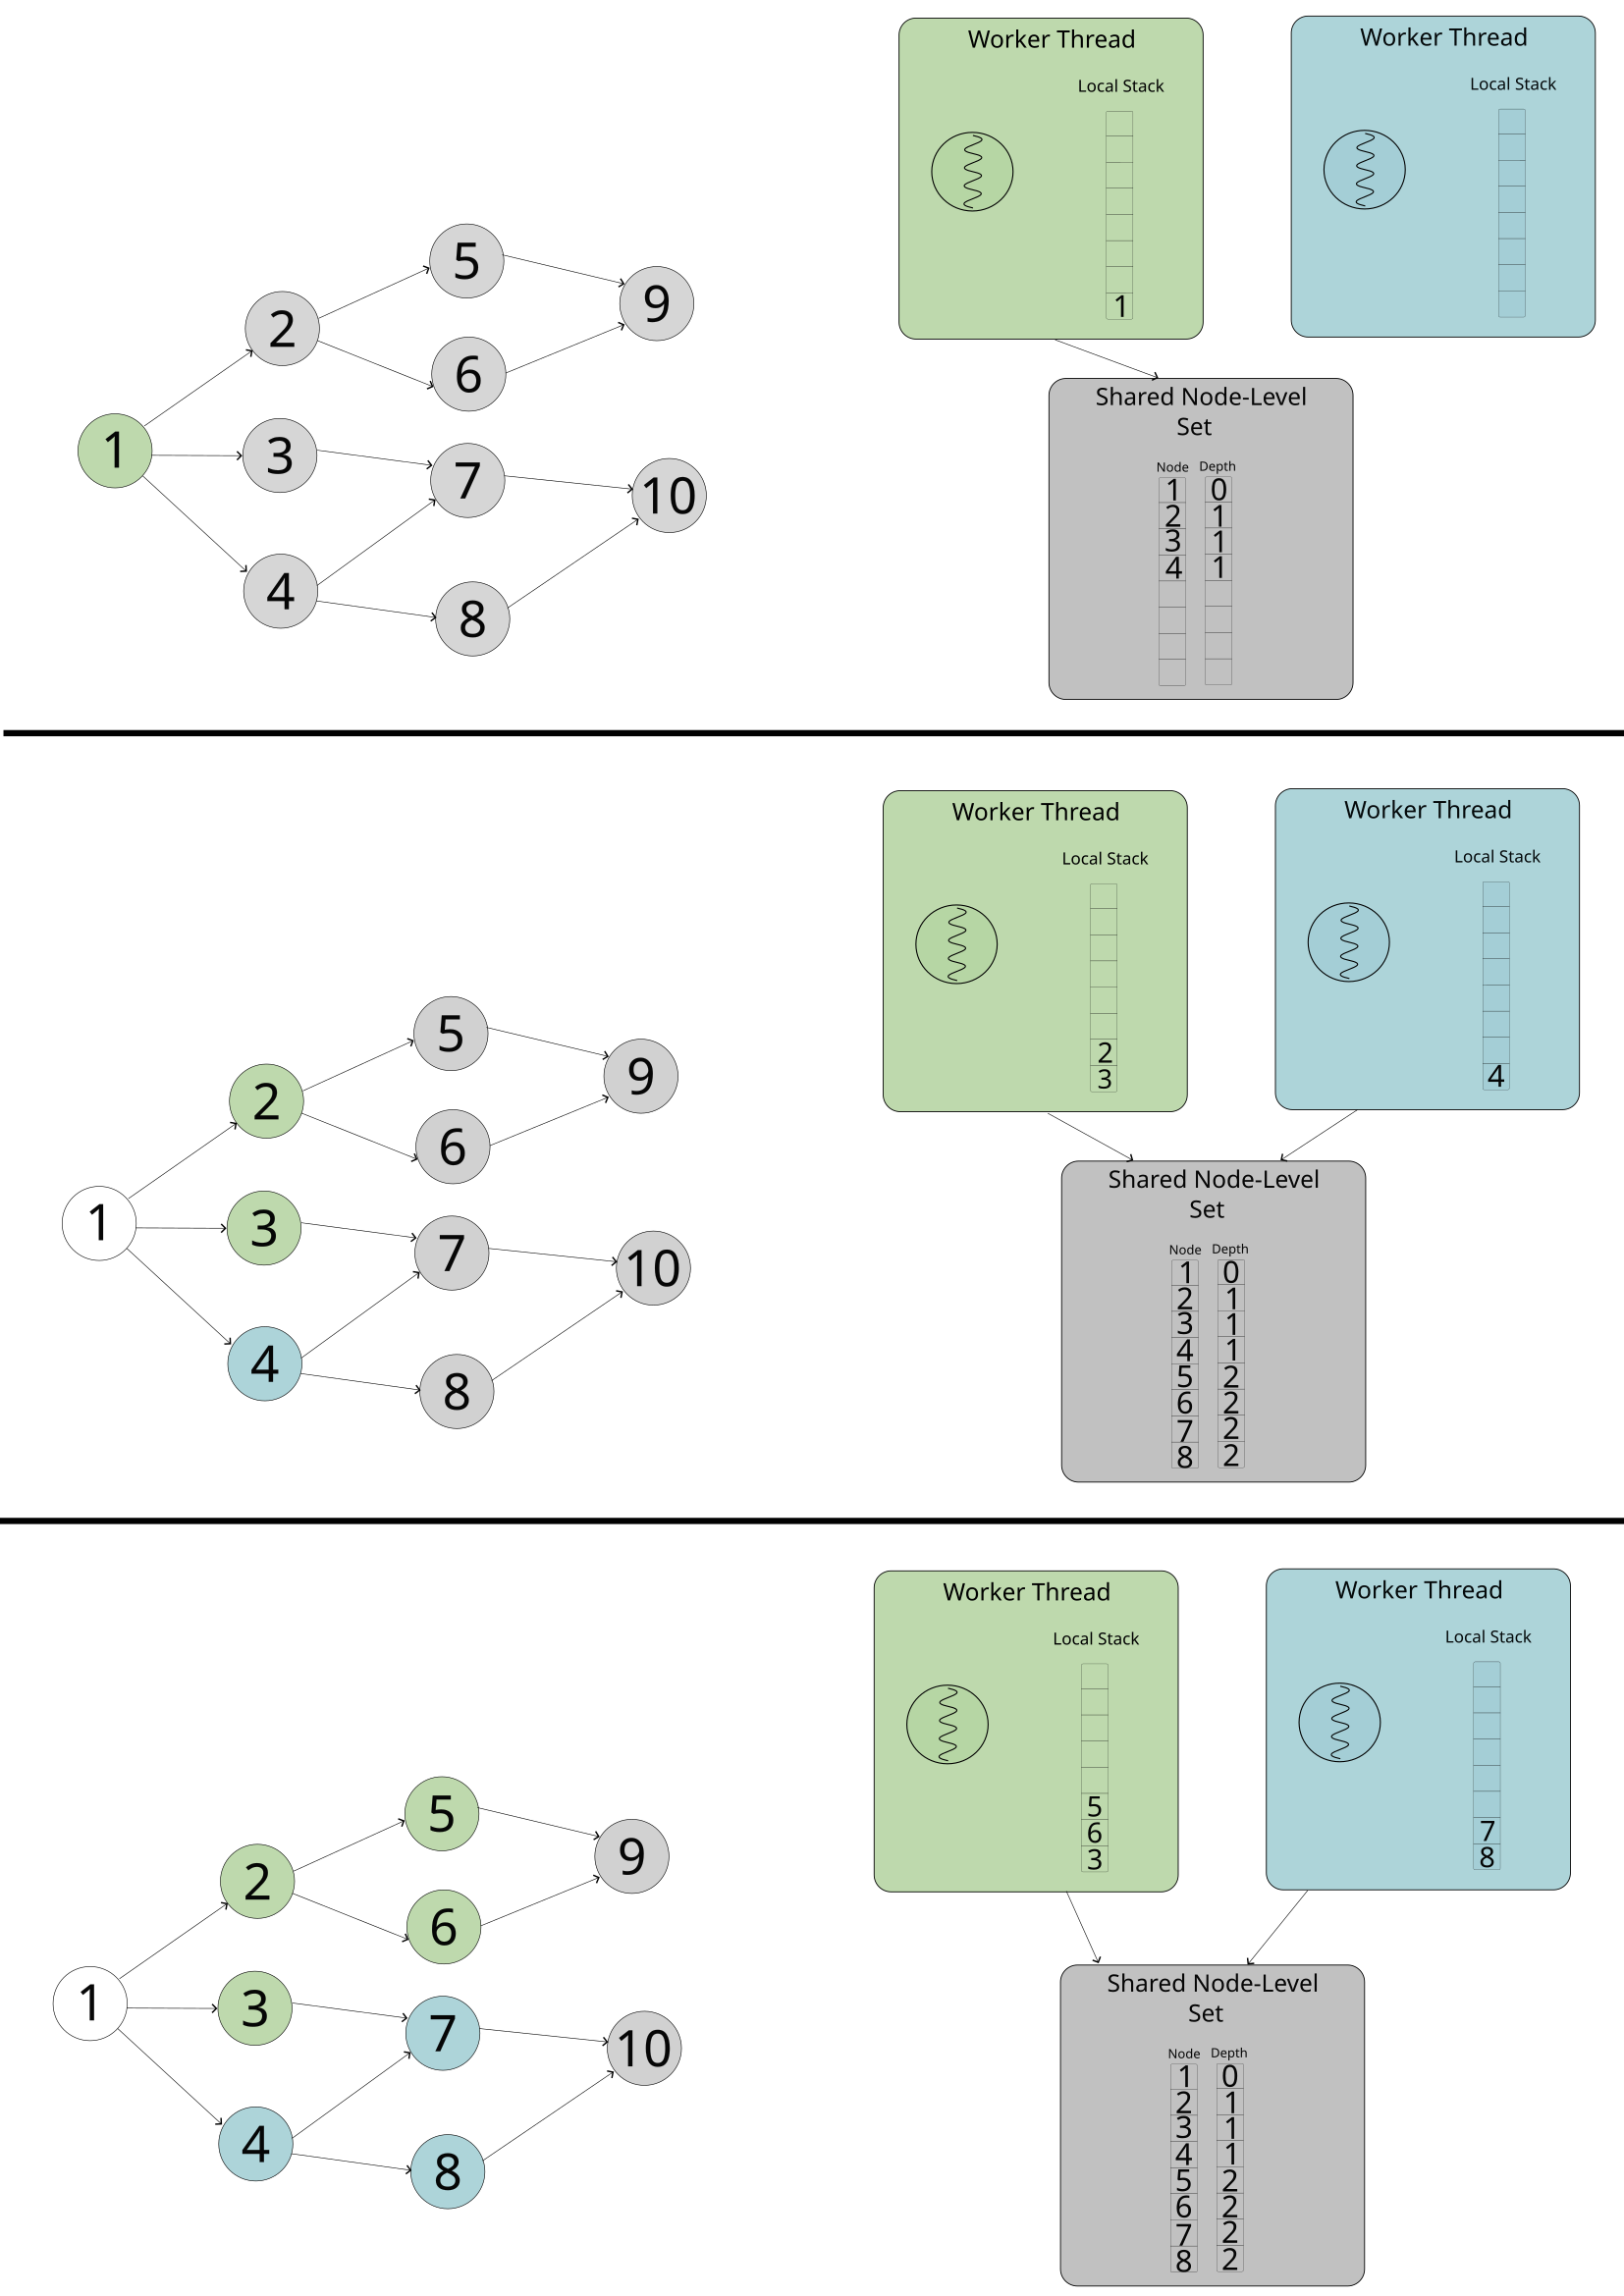 Worker Thread
Local Stack
1
Worker Thread
Local Stack
1
2
3
4
5
6
7
8
9
10
Shared Node-Level
Set
Node Depth
1 0
2 1
3 1
4 1
Worker Thread
Local Stack
2
3
Worker Thread
Local Stack
4
1
2
3
4
5
6
7
8
9
10
Shared Node-Level
Set
Node Depth
1 0
2 1
3 1
4 1
5 2
6 2
7 2
8 2
Worker Thread
Local Stack
5
6
3
Worker Thread
Local Stack
7
8
1
2
3
4
5
6
7
8
9
10
Shared Node-Level
Set
Node Depth
1 0
2 1
3 1
4 1
5 2
6 2
7 2
8 2